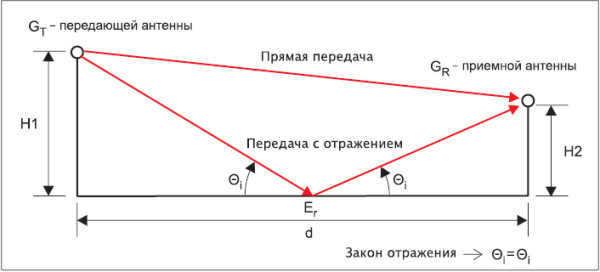 G_T – передающей антенны
Прямая передача
G_R - приемной антенны
H1
Передача с отражением
H2
Θi
Θi
E_r
d
Закон отражения → Θi=Θi